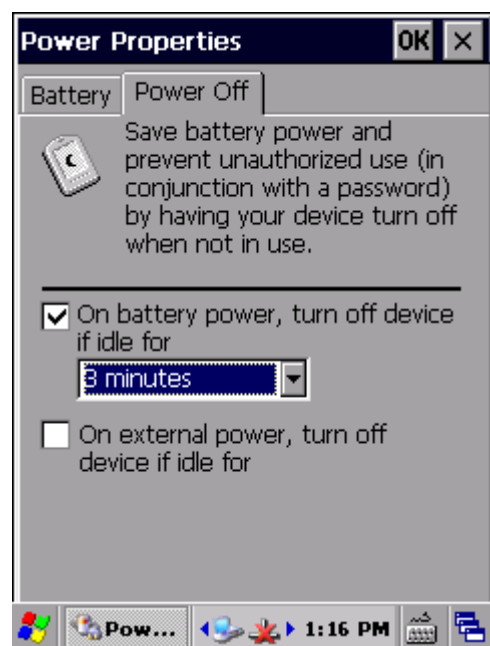 Power Properties OK
Battery Power Off
Save battery power and
prevent unauthorized use (in
conjunction with a password)
by having your device turn off
when not in use.
On battery power, turn off device
if idle for
3 minutes
On external power, turn off
device if idle for
Pow... 1:16 PM